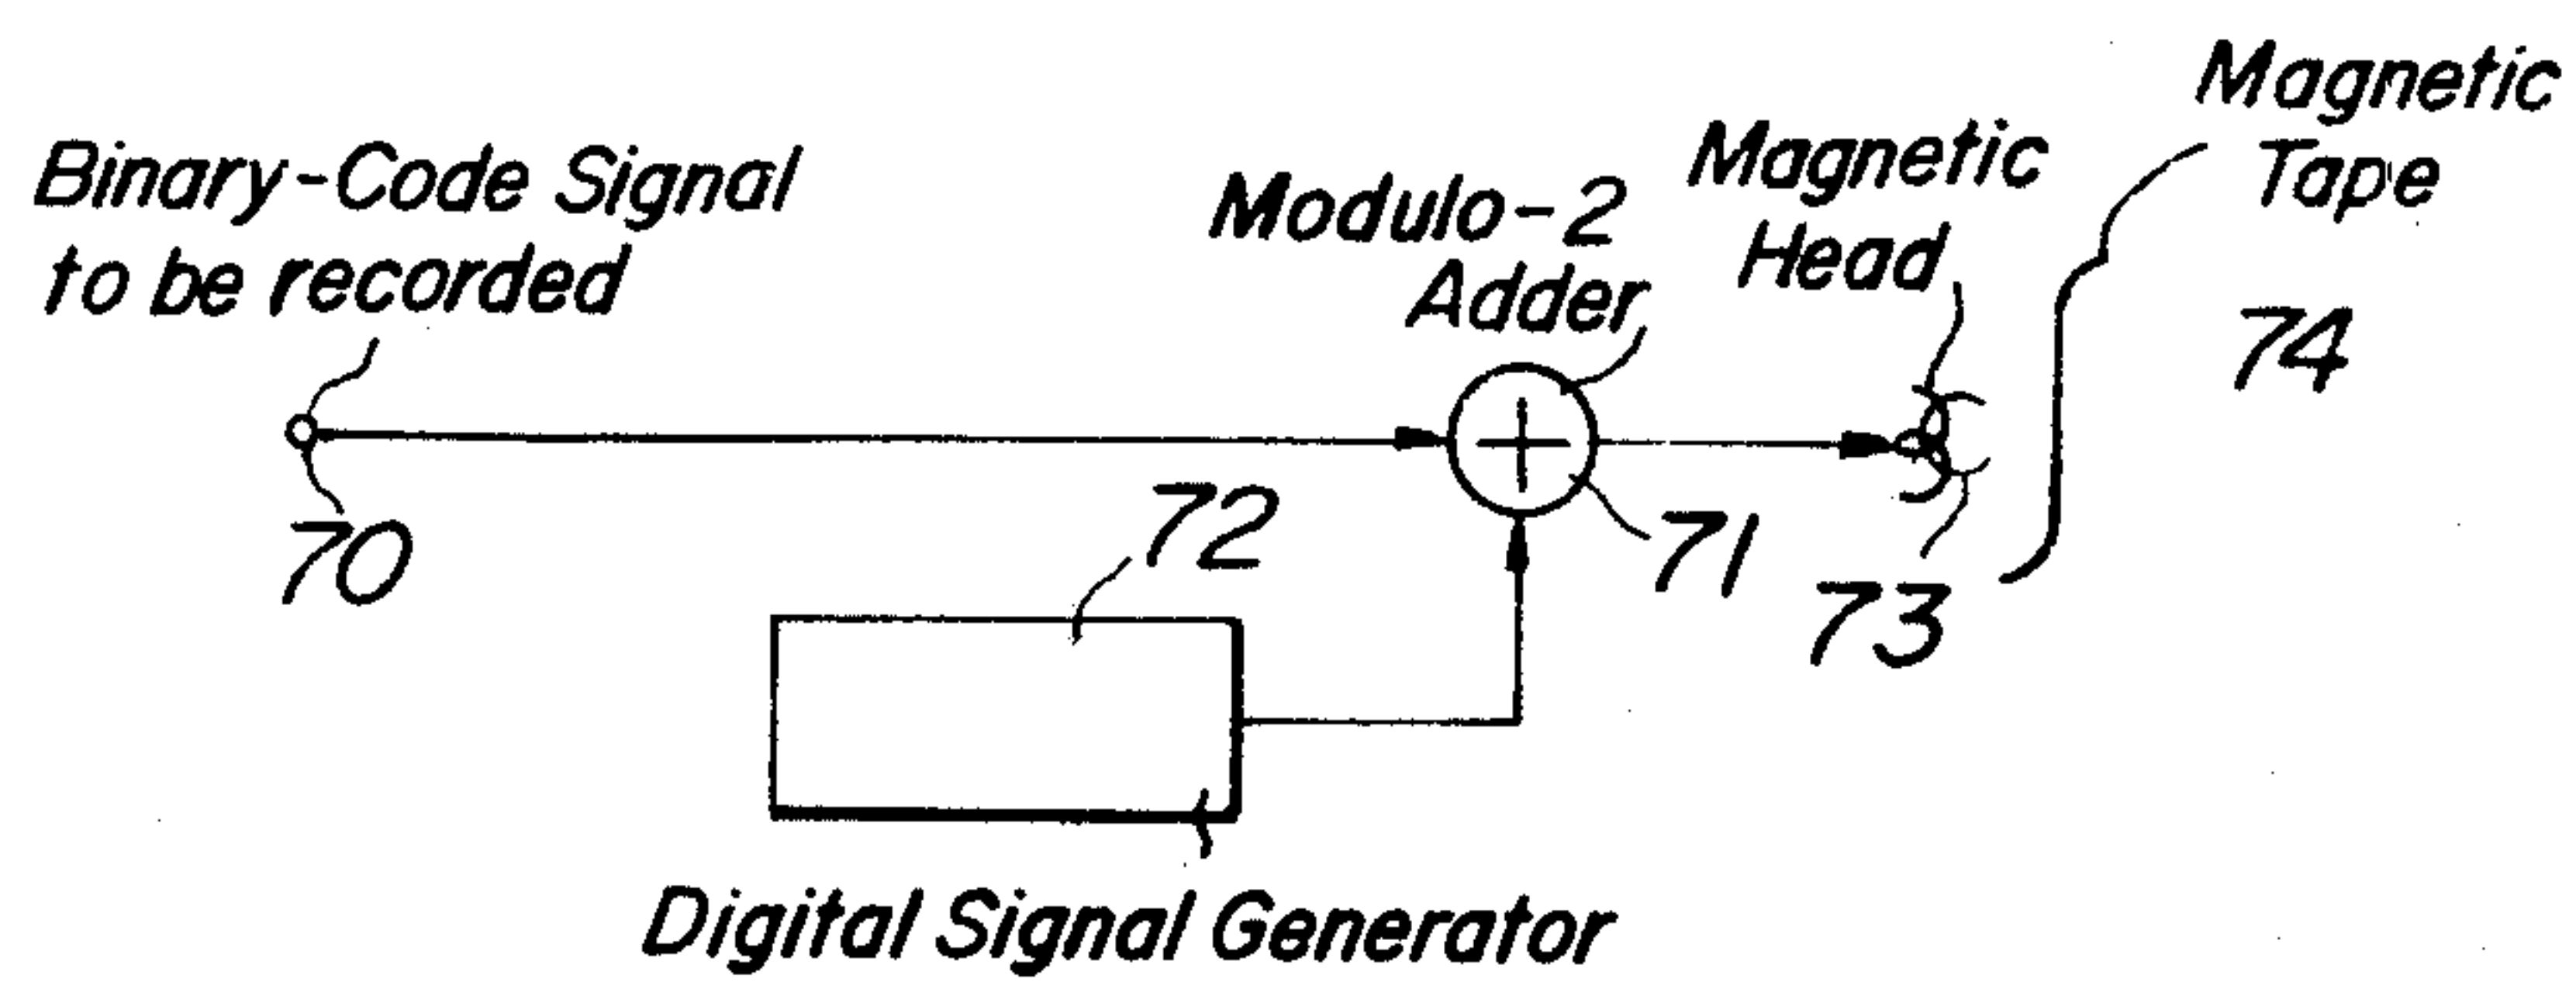 Binary-Code Signal
to be recorded
Modulo-2
Adder
Magnetic
Head
Magnetic
Tape
74
70
72
71
73
Digital Signal Generator